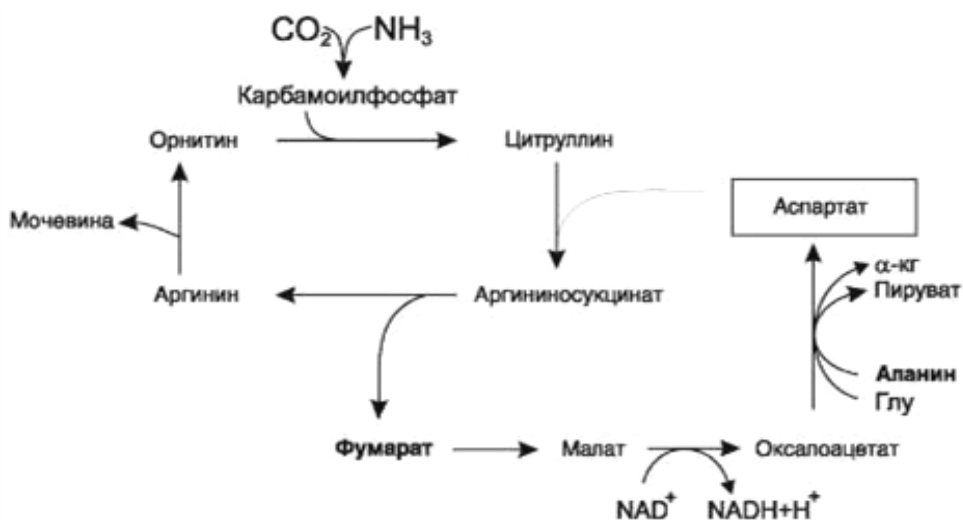 CO₂ NH₃
Карбамоилфосфат
Орнитин Цитруллин
Мочевина
Аспартат
α-кг
Пируват
Аргинин Аргининосукцинат
Аланин
Глу
Фумарат Малат Оксалоацетат
NAD⁺ NADH+H⁺